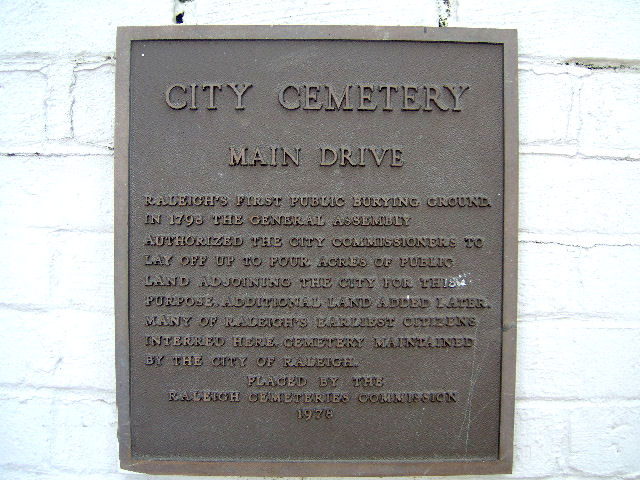 CITY CEMETERY
MAIN DRIVE
RALEIGH'S FIRST PUBLIC BURYING GROUND.
IN 1798 THE GENERAL ASSEMBLY
AUTHORIZED THE CITY COMMISSIONERS TO
LAY OFF UP TO FOUR ACRES OF PUBLIC
LAND ADJOINING THE CITY FOR THIS
PURPOSE. ADDITIONAL LAND ADDED LATER.
MANY OF RALEIGH'S EARLIEST CITIZENS
INTERRED HERE. CEMETERY MAINTAINED
BY THE CITY OF RALEIGH.
PLACED BY THE
RALEIGH CEMETERIES COMMISSION
1978